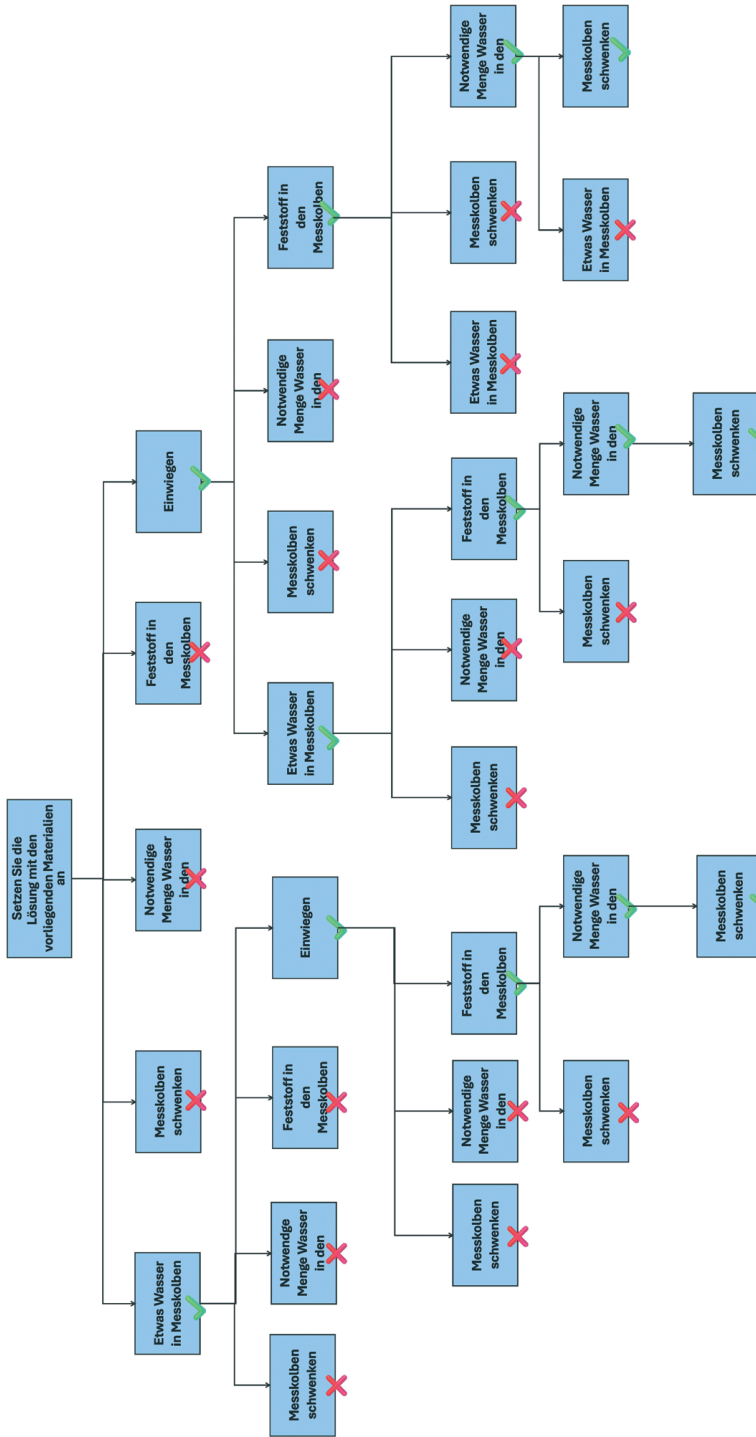 Setzen Sie die
Lösung mit den
vorliegenden Materialien
an
Etwas Wasser
in Messkolben
Messkolben
schwenken
Notwendige
Menge Wasser
in den
Feststoff in
den
Messkolben
Einwiegen
Messkolben
schwenken
Notwendge
Menge Wasser
in den
Feststoff in
den
Messkolben
Einwiegen
Etwas Wasser
in Messkolben
Messkolben
schwenken
Notwendige
Menge Wasser
in den
Feststoff in
den
Messkolben
Messkolben
schwenken
Notwendige
Menge Wasser
in den
Feststoff in
den
Messkolben
Messkolben
schwenken
Notwendige
Menge Wasser
in den
Feststoff in
den
Messkolben
Etwas Wasser
in Messkolben
Messkolben
schwenken
Notwendige
Menge Wasser
in den
Messkolben
schwenken
Notwendige
Menge Wasser
in den
Messkolben
schwenken
Notwendige
Menge Wasser
in den
Etwas Wasser
in Messkolben
Messkolben
schwenken
Messkolben
schwenken
Messkolben
schwenken